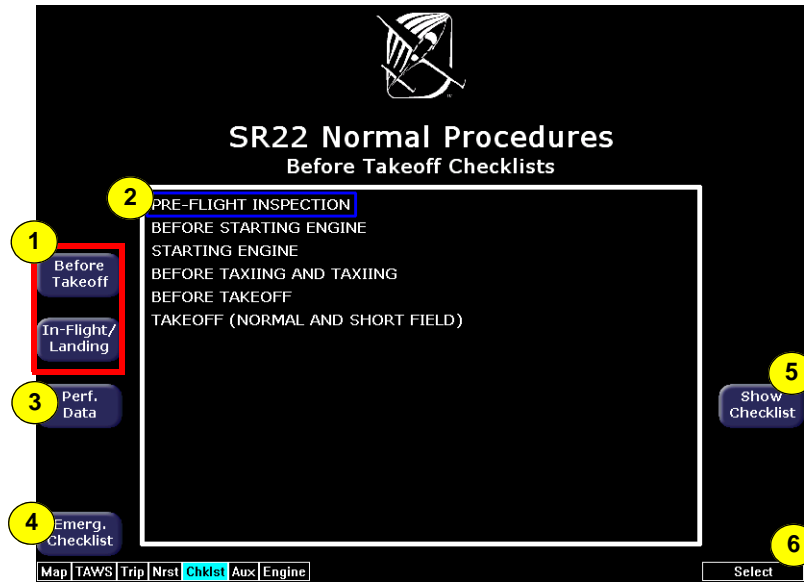 SR22 Normal Procedures
Before Takeoff Checklists
2
PRE-FLIGHT INSPECTION
BEFORE STARTING ENGINE
STARTING ENGINE
BEFORE TAXIING AND TAXIING
BEFORE TAKEOFF
TAKEOFF (NORMAL AND SHORT FIELD)
1
Before
Takeoff
In-Flight/
Landing
3
Perf.
Data
4
Emerg.
Checklist
5
Show
Checklist
6
Map TAWS Trip Nrst Chklst Aux Engine
Select